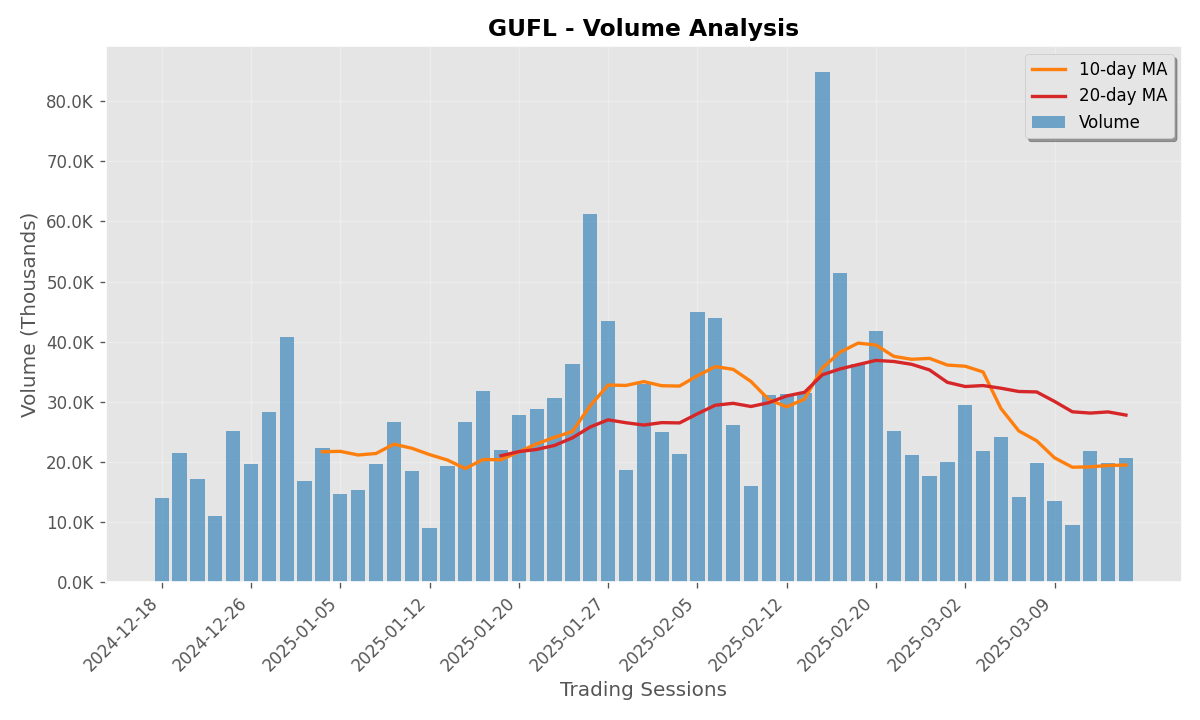 GUFL - Volume Analysis
10-day MA
20-day MA
Volume
Volume (Thousands)
80.0K
70.0K
60.0K
50.0K
40.0K
30.0K
20.0K
10.0K
0.0K
2024-12-18
2024-12-26
2025-01-05
2025-01-12
2025-01-20
2025-01-27
2025-02-05
2025-02-12
2025-02-20
2025-03-02
2025-03-09
Trading Sessions